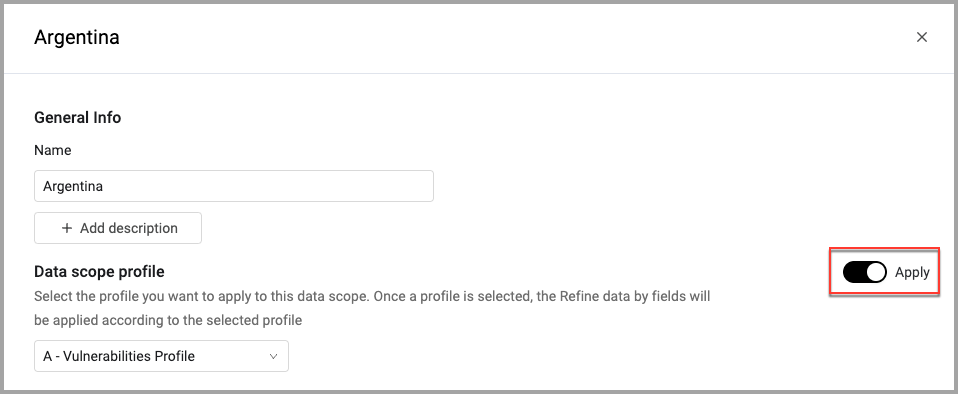 Argentina
General Info
Name
Argentina
+ Add description
Data scope profile
Apply
Select the profile you want to apply to this data scope. Once a profile is selected, the Refine data by fields will
be applied according to the selected profile
A - Vulnerabilities Profile